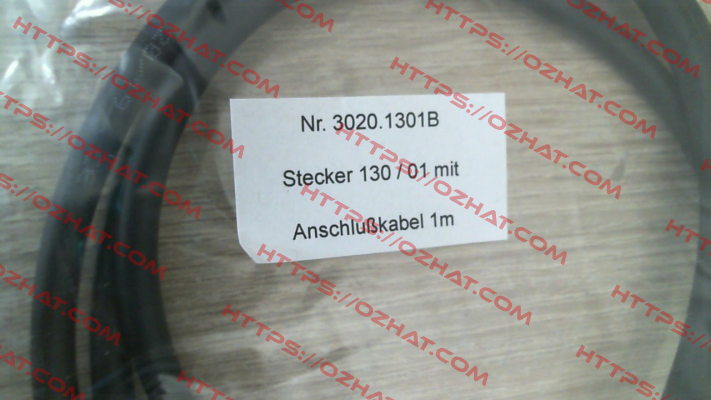 Nr. 3020.1301B
Stecker 130 / 01 mit
Anschlußkabel 1m
HTTPS://OZHAT.COM